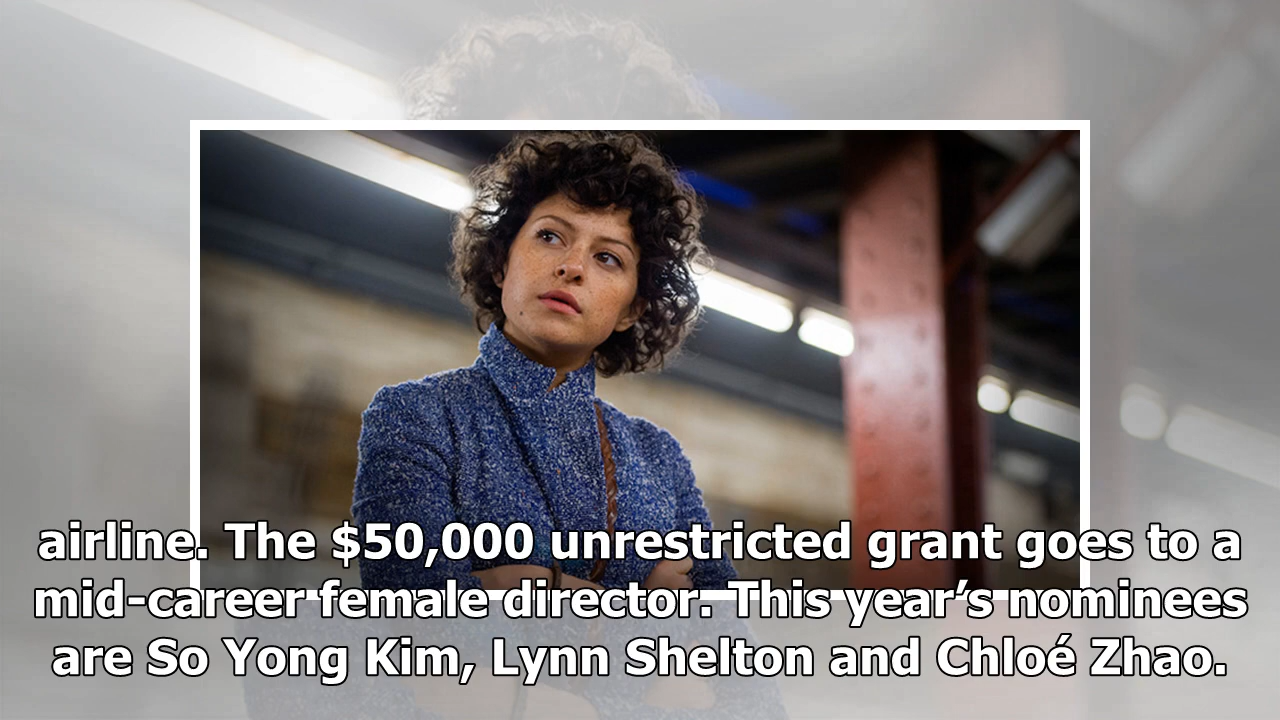 airline. The $50,000 unrestricted grant goes to a
mid-career female director. This year’s nominees
are So Yong Kim, Lynn Shelton and Chloé Zhao.